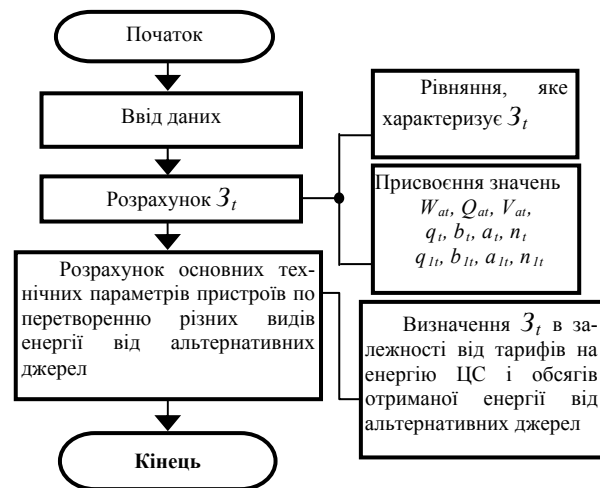 Початок
Ввід даних
Розрахунок З_t
Розрахунок основних тех-
нічних параметрів пристроїв по
перетворенню різних видів
енергії від альтернативних
джерел
Кінець
Рівняння, яке
характеризує З_t
Присвоєння значень
W_at, Q_at, V_at,
q_t, b_t, a_t, n_t
q_1t, b_1t, a_1t, n_1t
Визначення З_t в за-
лежності від тарифів на
енергію ЦС і обсягів
отриманої енергії від
альтернативних джерел